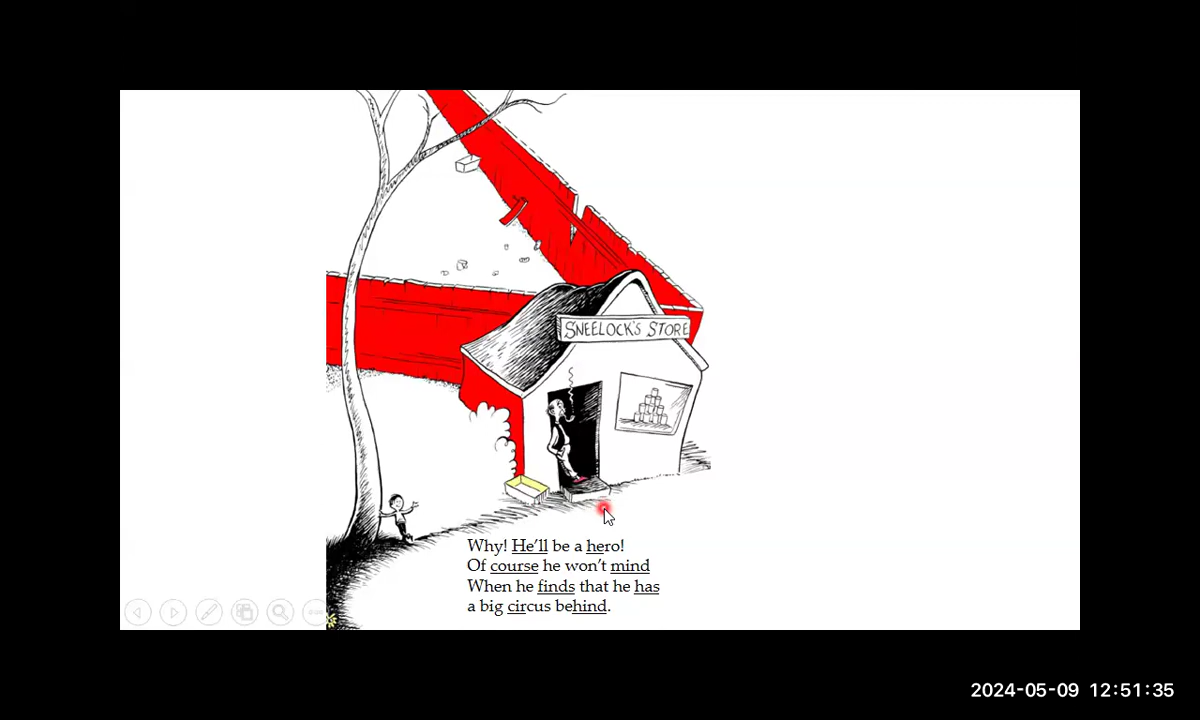 SNEELOCK'S STORE
Why! He'll be a hero!
Of course he won't mind
When he finds that he has
a big circus behind.
2024-05-09 12:51:35